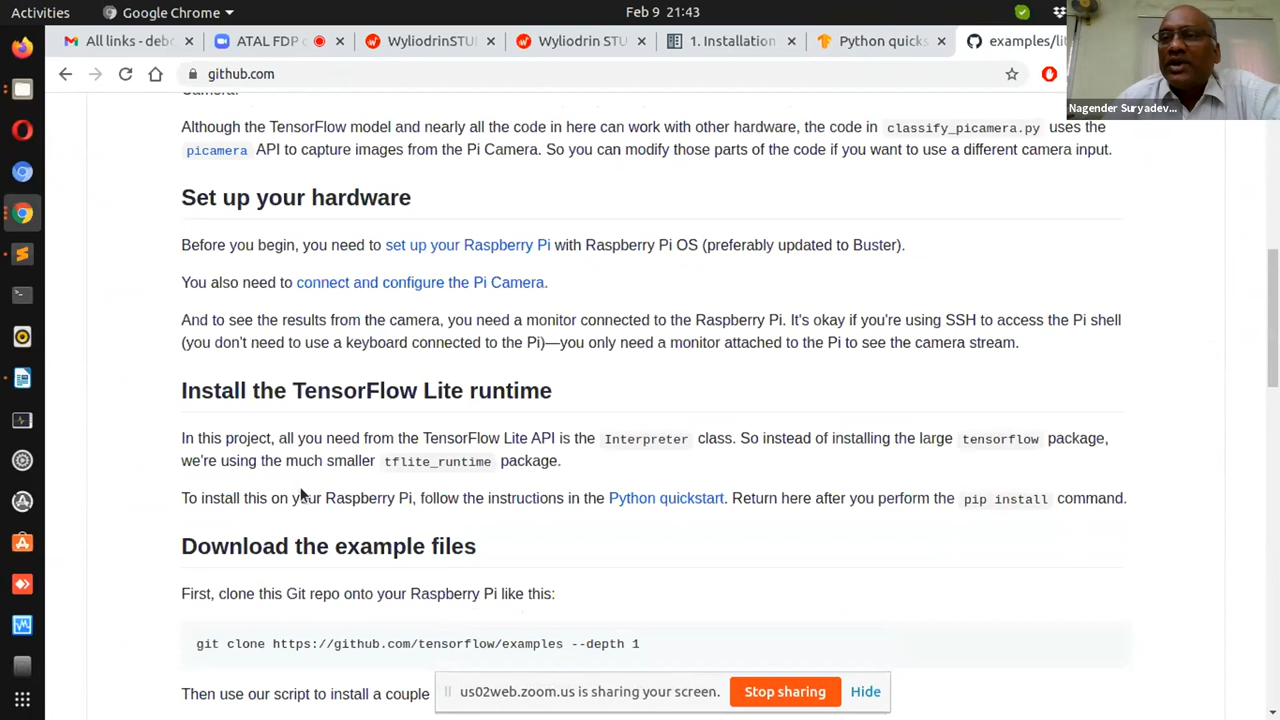 Activities
Google Chrome
Feb 9 21:43
All links - debo
ATAL FDP
WyliodrinSTU
Wyliodrin STU
1. Installation
Python quicks
examples/lit
github.com
Nagender Suryadev...
Camera.
Although the TensorFlow model and nearly all the code in here can work with other hardware, the code in classify_picamera.py uses the
picamera API to capture images from the Pi Camera. So you can modify those parts of the code if you want to use a different camera input.
Set up your hardware
Before you begin, you need to set up your Raspberry Pi with Raspberry Pi OS (preferably updated to Buster).
You also need to connect and configure the Pi Camera.
And to see the results from the camera, you need a monitor connected to the Raspberry Pi. It's okay if you're using SSH to access the Pi shell
(you don't need to use a keyboard connected to the Pi)—you only need a monitor attached to the Pi to see the camera stream.
Install the TensorFlow Lite runtime
In this project, all you need from the TensorFlow Lite API is the Interpreter class. So instead of installing the large tensorflow package,
we're using the much smaller tflite_runtime package.
To install this on your Raspberry Pi, follow the instructions in the Python quickstart. Return here after you perform the pip install command.
Download the example files
First, clone this Git repo onto your Raspberry Pi like this:
git clone https://github.com/tensorflow/examples --depth 1
Then use our script to install a couple
us02web.zoom.us is sharing your screen.
Stop sharing
Hide